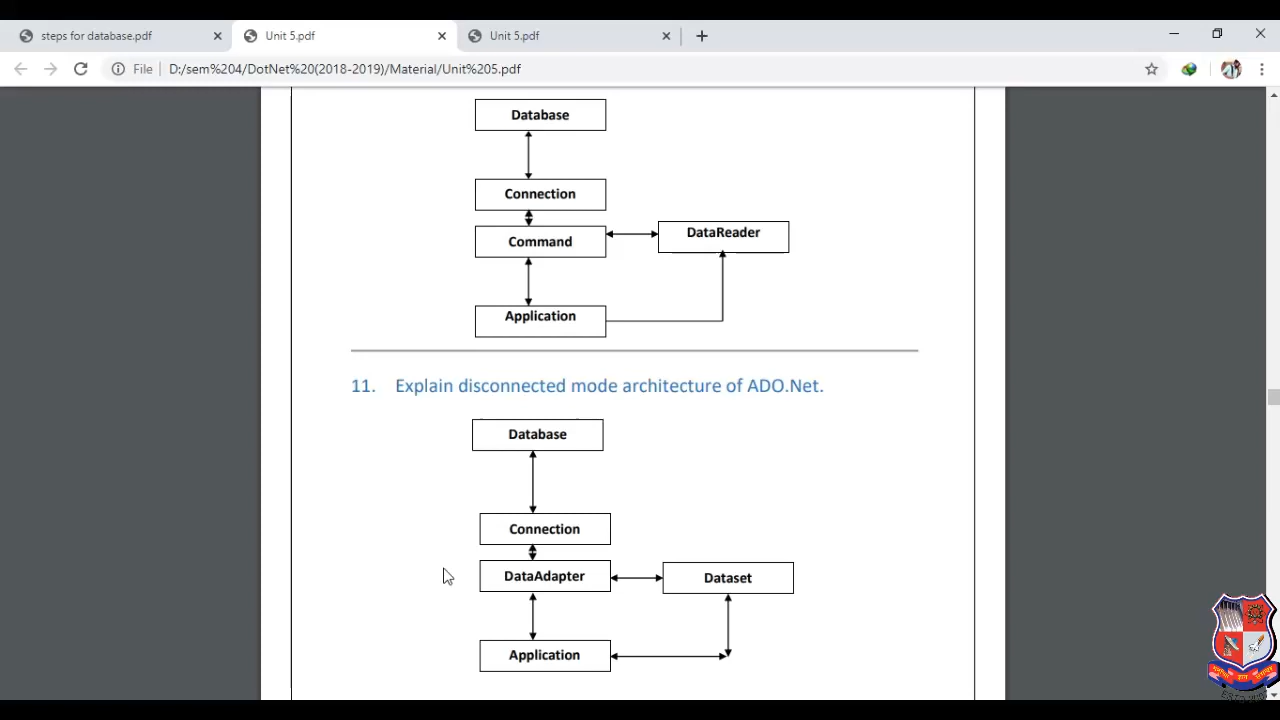 steps for database.pdf
Unit 5.pdf
Unit 5.pdf
File
D:/sem%204/DotNet%20(2018-2019)/Material/Unit%205.pdf
Database
Connection
Command
DataReader
Application
11. Explain disconnected mode architecture of ADO.Net.
Database
Connection
DataAdapter
Dataset
Application